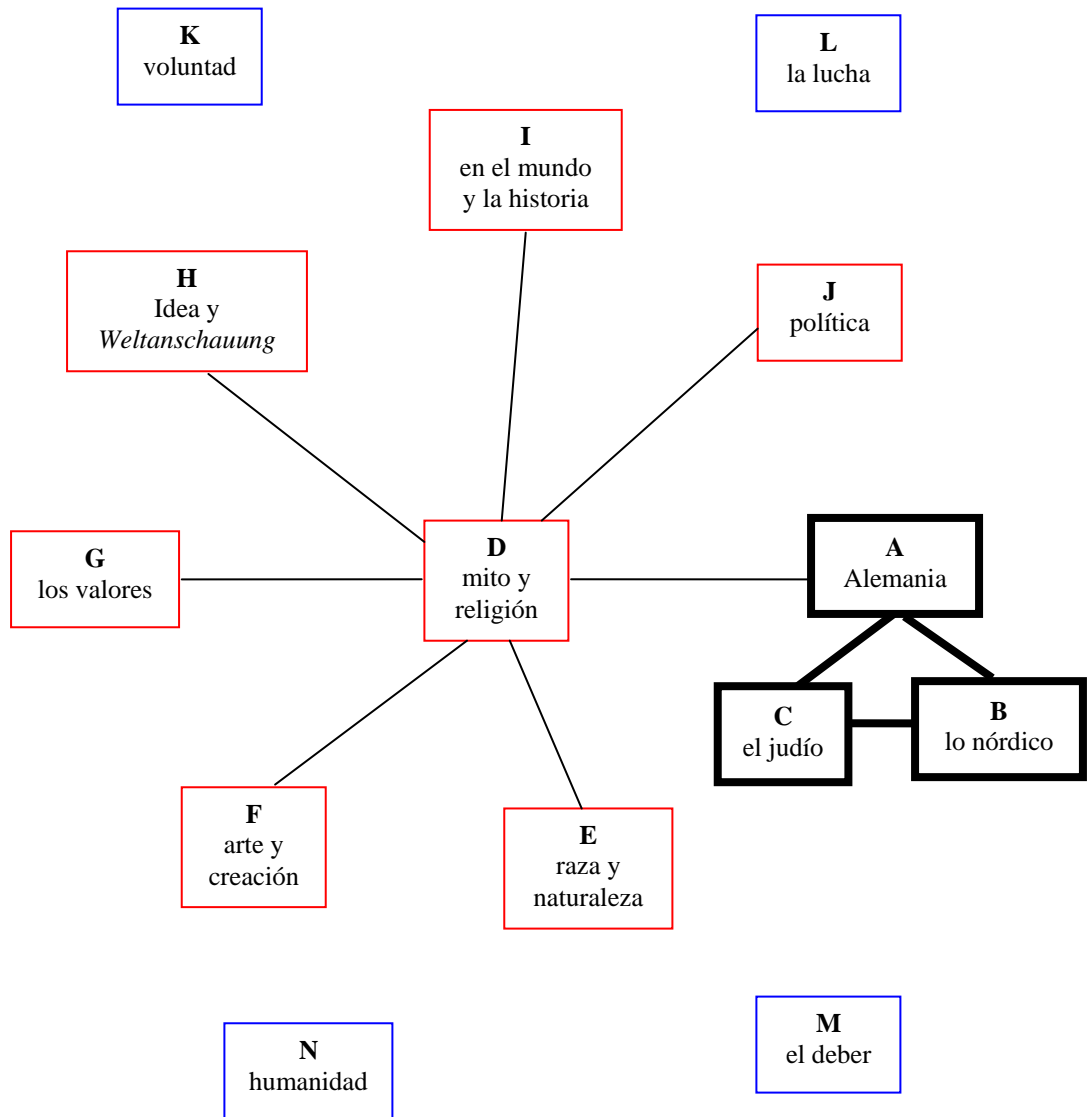 K
voluntad
L
la lucha
I
en el mundo
y la historia
H
Idea y
Weltanschauung
J
política
G
los valores
D
mito y
religión
A
Alemania
C
el judío
B
lo nórdico
F
arte y
creación
E
raza y
naturaleza
N
humanidad
M
el deber